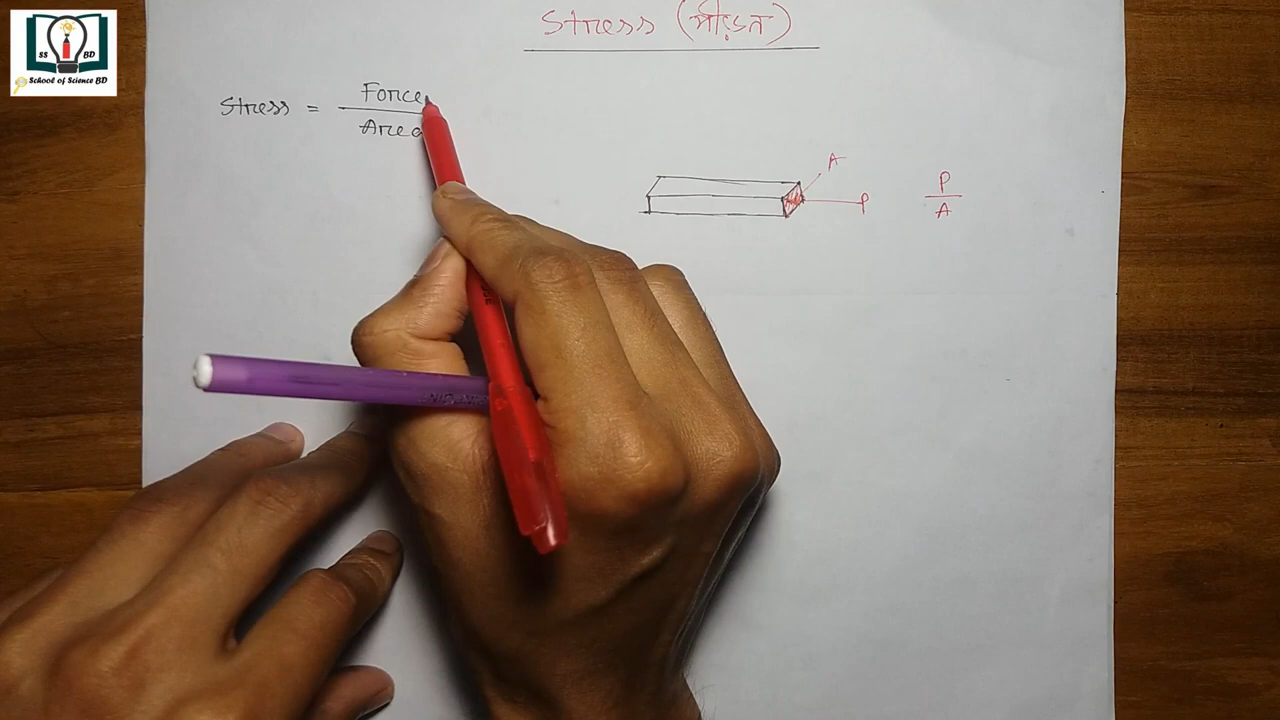 SS BD
School of Science BD
Stress (পীড়ন)
Stress = Force
Area
A
P
P
A